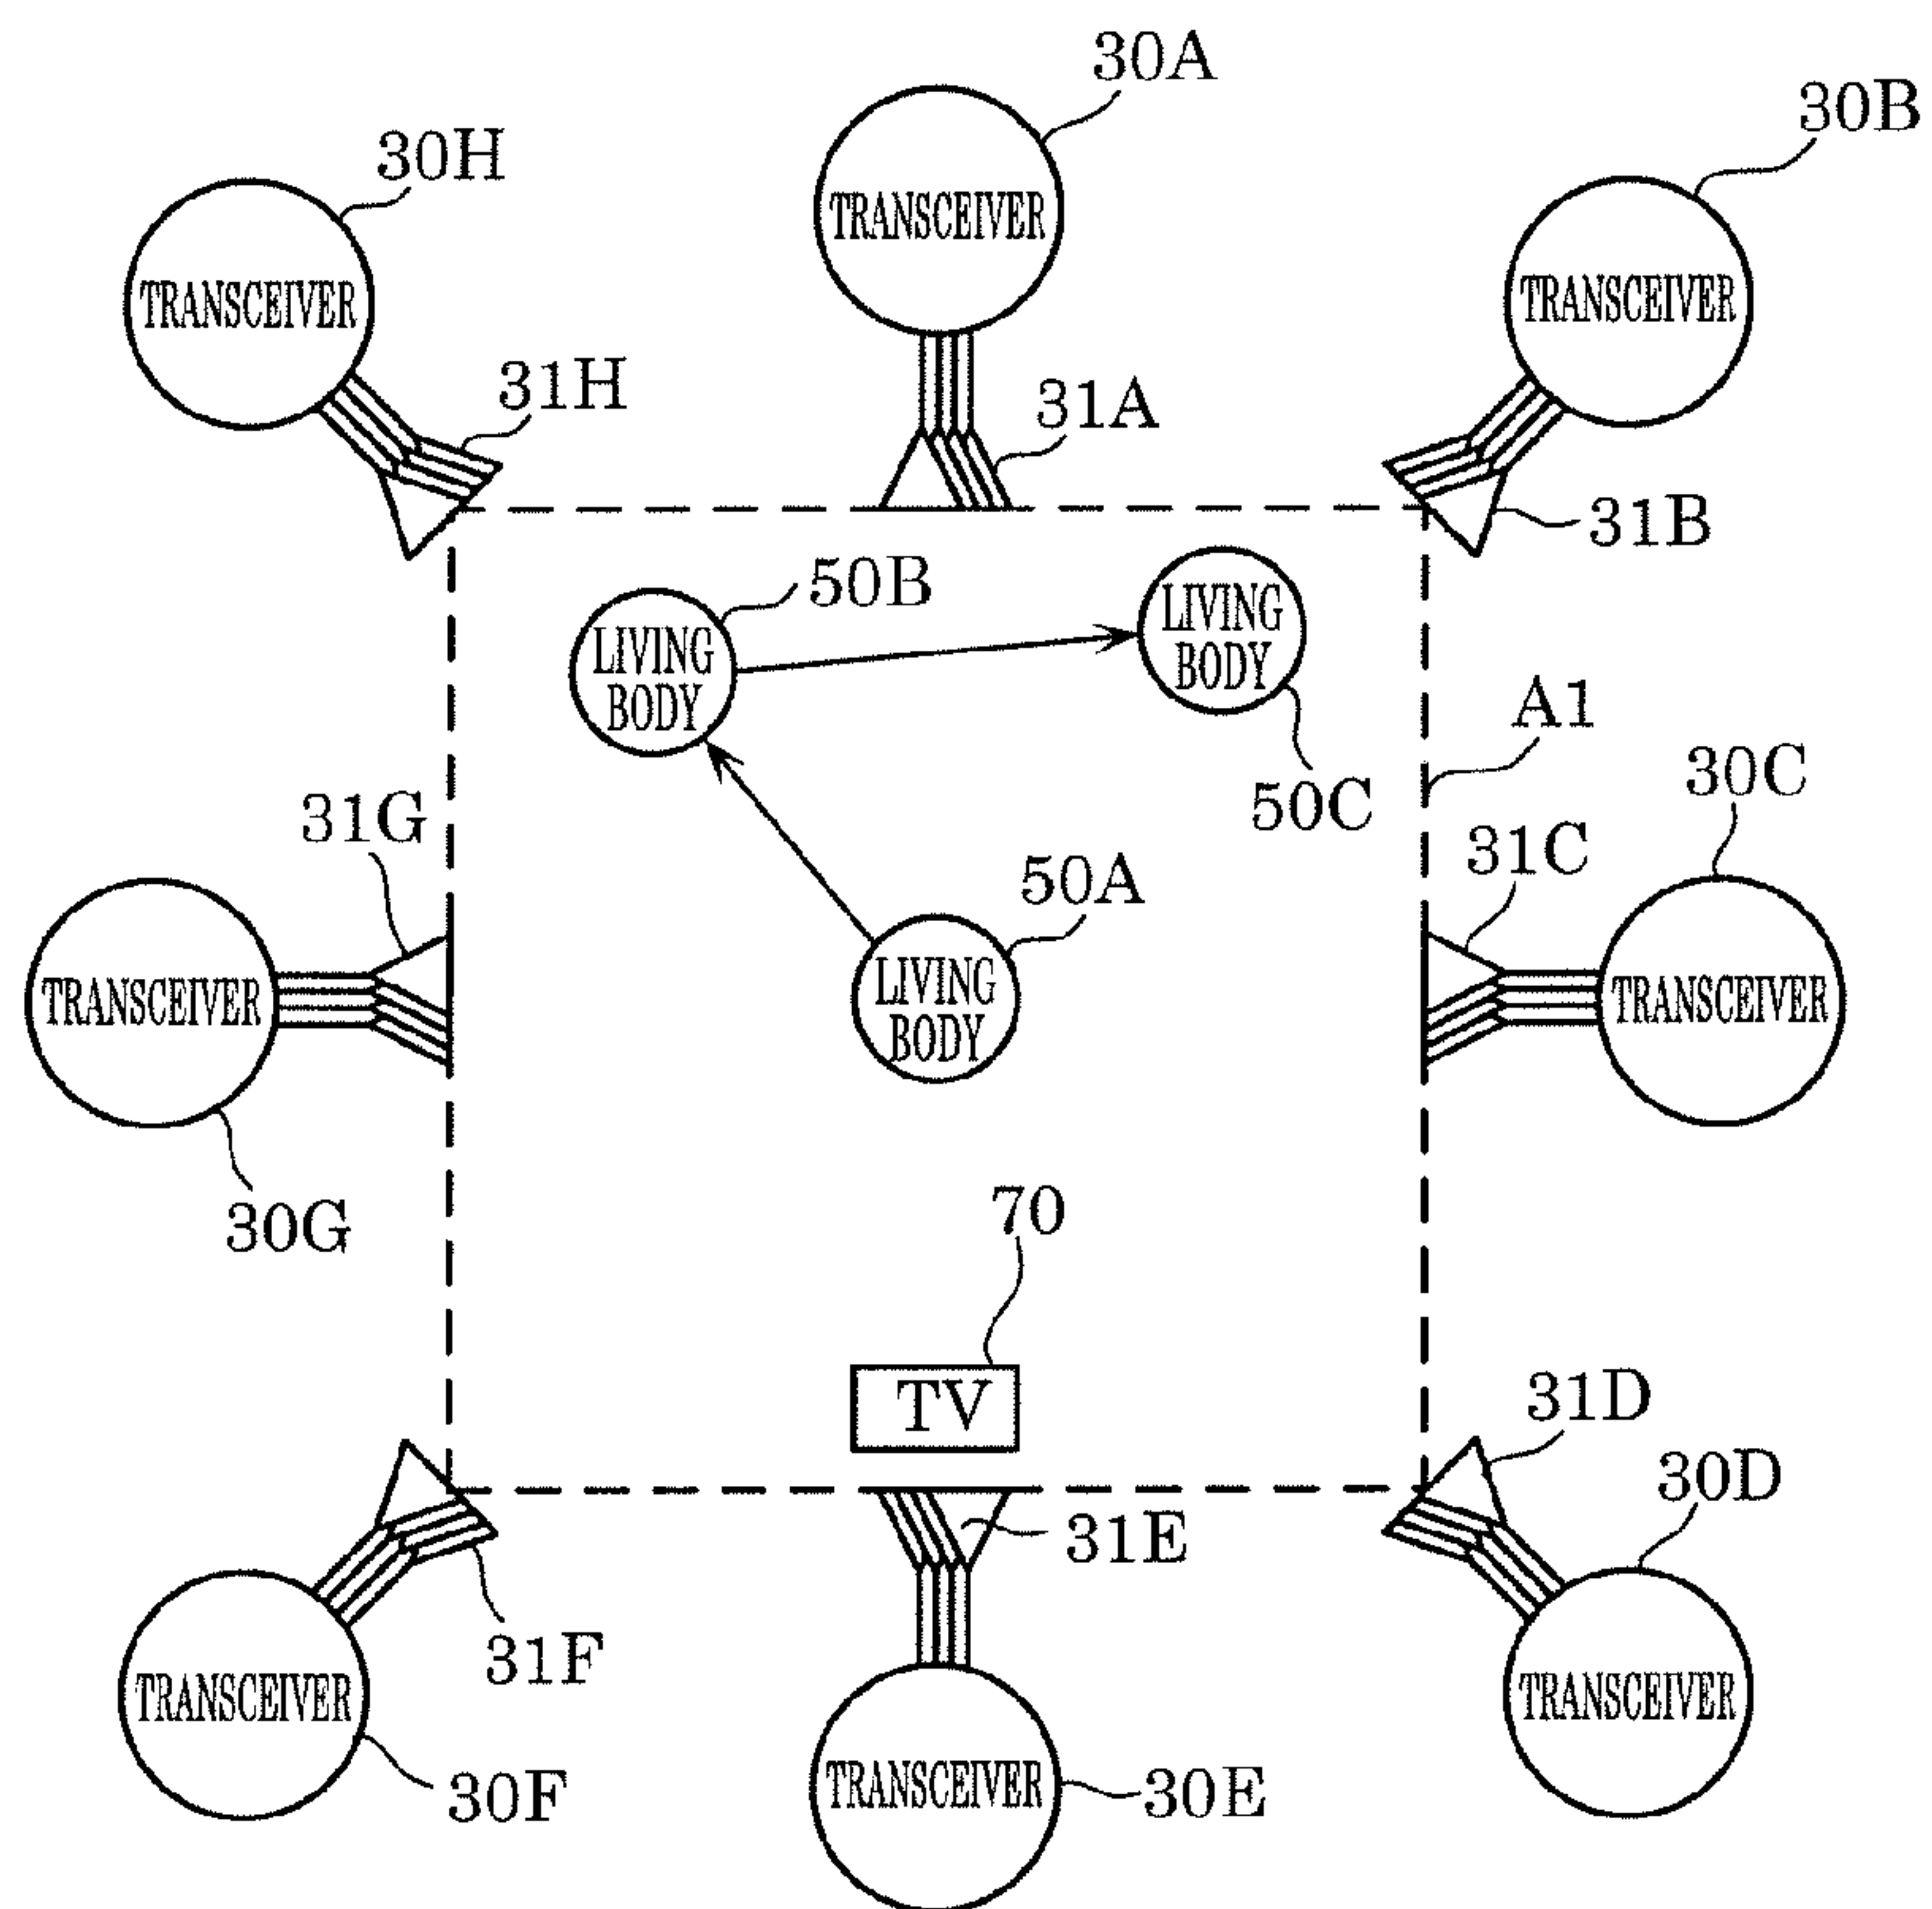 30A
30B
30H
TRANSCEIVER
TRANSCEIVER
TRANSCEIVER
31H
31A
31B
50B
LIVING
BODY
LIVING
BODY
A1
50C
30C
31G
31C
50A
TRANSCEIVER
LIVING
BODY
TRANSCEIVER
30G
70
TV
31D
30D
31E
31F
TRANSCEIVER
TRANSCEIVER
TRANSCEIVER
30F
30E